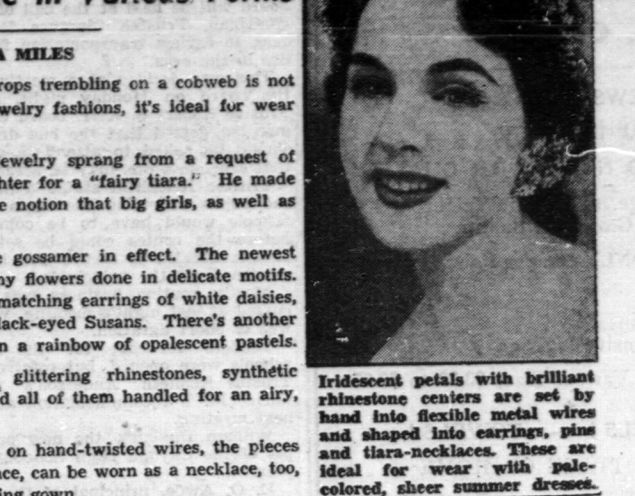 A MILES
rops trembling on a cobweb is not
ewelry fashions, it's ideal for wear
ewelry sprang from a request of
hter for a "fairy tiara." He made
e notion that big girls, as well as
e gossamer in effect. The newest
ny flowers done in delicate motifs.
matching earrings of white daisies,
lack-eyed Susans. There's another
n a rainbow of opalescent pastels.
, glittering rhinestones, synthetic
d all of them handled for an airy,
on hand-twisted wires, the pieces
nce, can be worn as a necklace, too,
ing gown
Iridescent petals with brilliant
rhinestone centers are set by
hand into flexible metal wires
and shaped into earrings, pins
and tiara-necklaces. These are
ideal for wear with pale-
colored, sheer summer dresses.